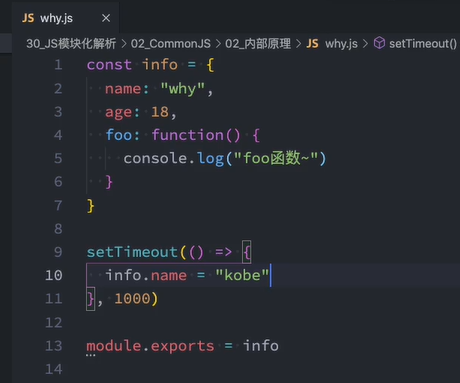 JS why.js ×
30_JS模块化解析 > 02_CommonJS > 02_内部原理 > JS why.js > setTimeout()
1 const info = {
2   name: "why",
3   age: 18,
4   foo: function() {
5     console.log("foo函数~")
6   }
7 }
8
9 setTimeout(() => {
10   info.name = "kobe"
11 }, 1000)
12
13 module.exports = info
14